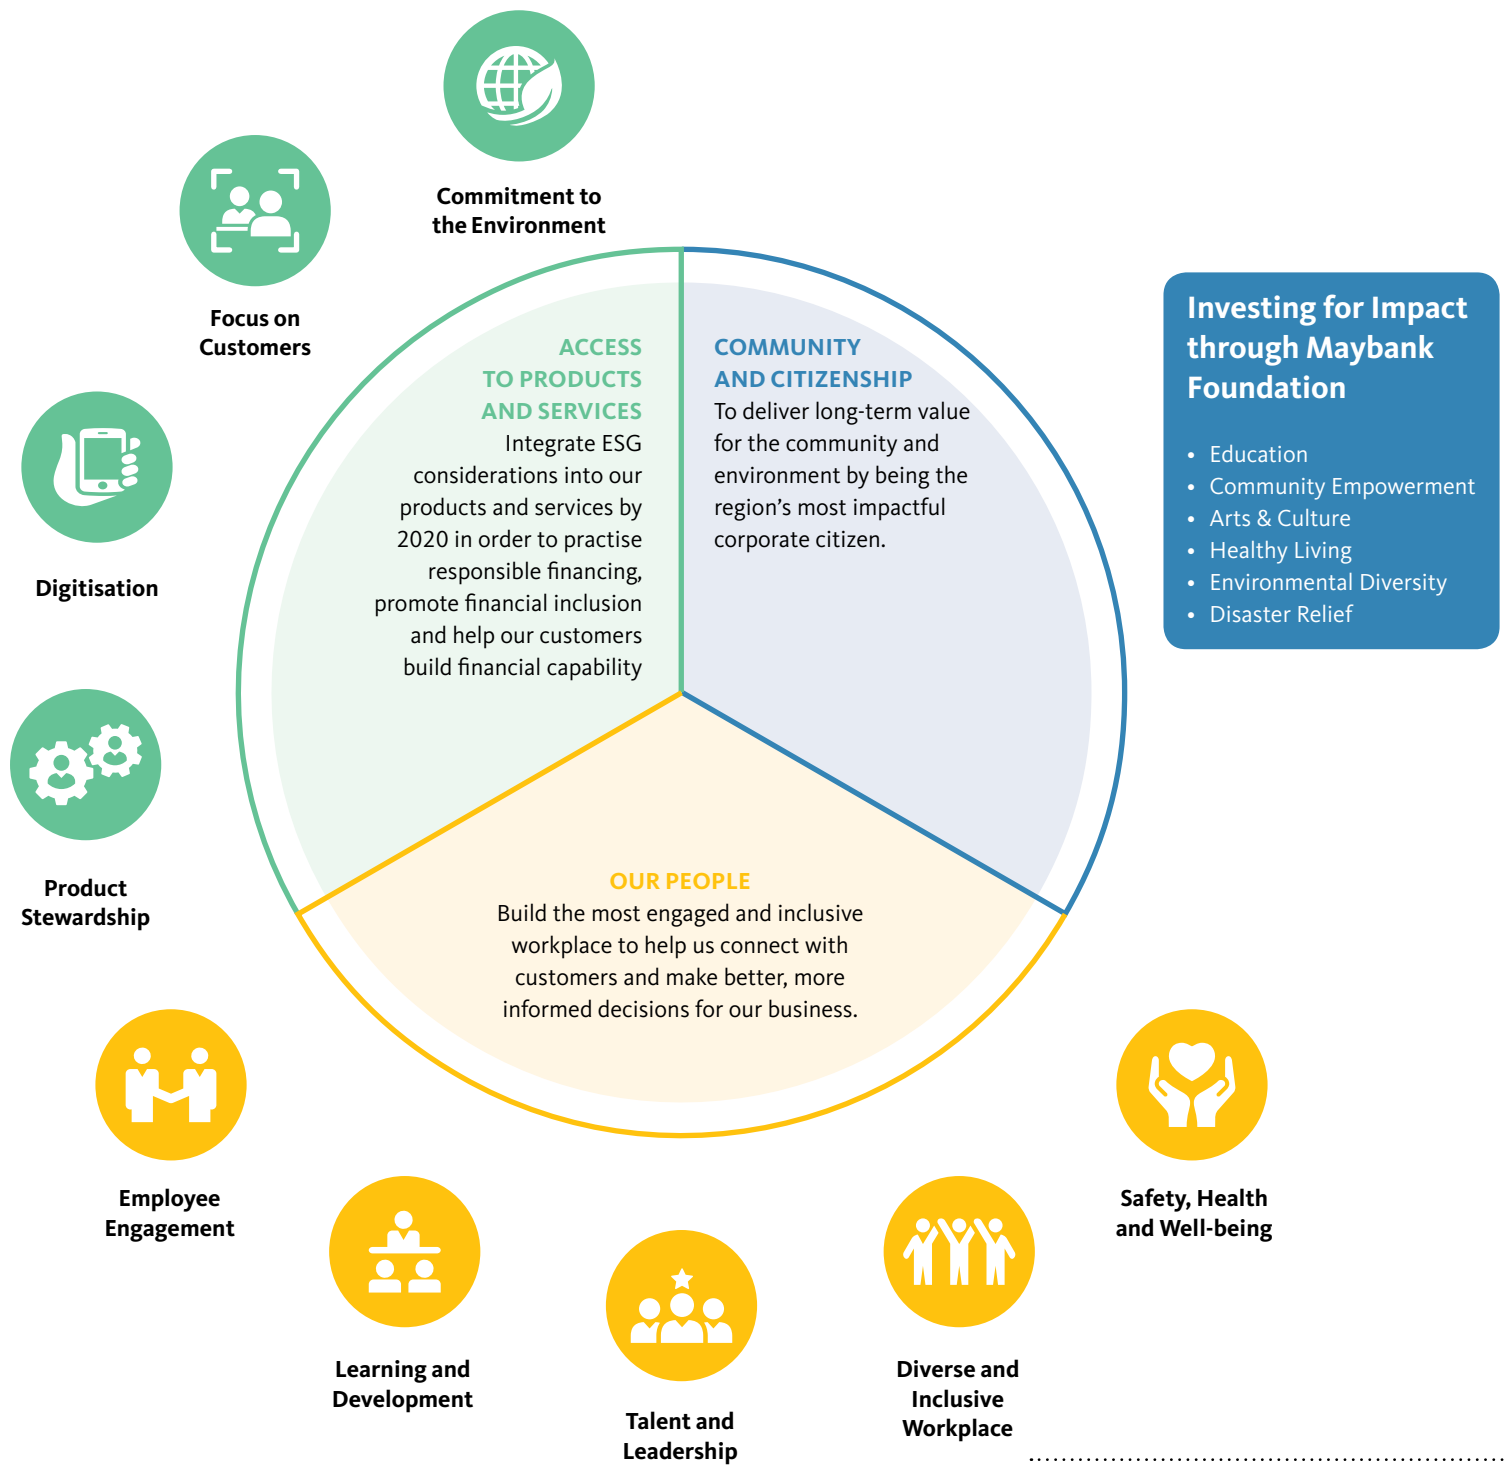 Commitment to
the Environment
Focus on
Customers
Digitisation
Product
Stewardship
ACCESS
TO PRODUCTS
AND SERVICES
Integrate ESG
considerations into our
products and services by
2020 in order to practise
responsible financing,
promote financial inclusion
and help our customers
build financial capability
COMMUNITY
AND CITIZENSHIP
To deliver long-term value
for the community and
environment by being the
region’s most impactful
corporate citizen.
Investing for Impact
through Maybank
Foundation
• Education
• Community Empowerment
• Arts & Culture
• Healthy Living
• Environmental Diversity
• Disaster Relief
OUR PEOPLE
Build the most engaged and inclusive
workplace to help us connect with
customers and make better, more
informed decisions for our business.
Employee
Engagement
Learning and
Development
Talent and
Leadership
Diverse and
Inclusive
Workplace
Safety, Health
and Well-being